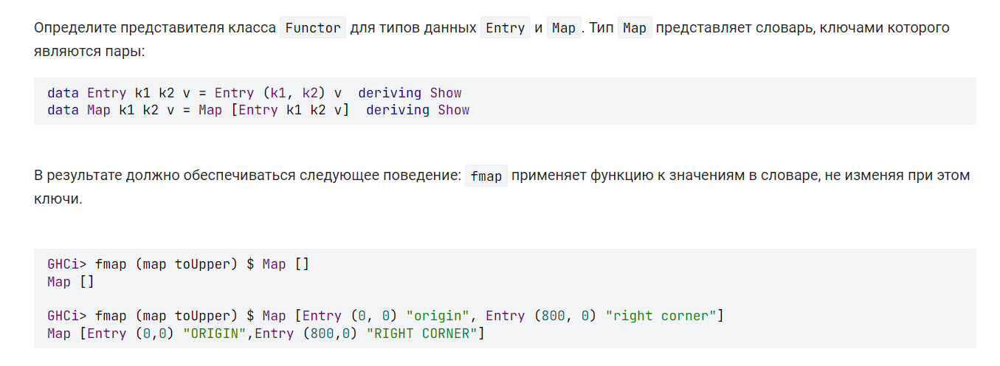 Определите представителя класса Functor для типов данных Entry и Map. Тип Map представляет словарь, ключами которого
являются пары:
data Entry k1 k2 v = Entry (k1, k2) v  deriving Show
data Map k1 k2 v = Map [Entry k1 k2 v]  deriving Show
В результате должно обеспечиваться следующее поведение: fmap применяет функцию к значениям в словаре, не изменяя при этом
ключи.
GHCi> fmap (map toUpper) $ Map []
Map []
GHCi> fmap (map toUpper) $ Map [Entry (0, 0) "origin", Entry (800, 0) "right corner"]
Map [Entry (0,0) "ORIGIN",Entry (800,0) "RIGHT CORNER"]